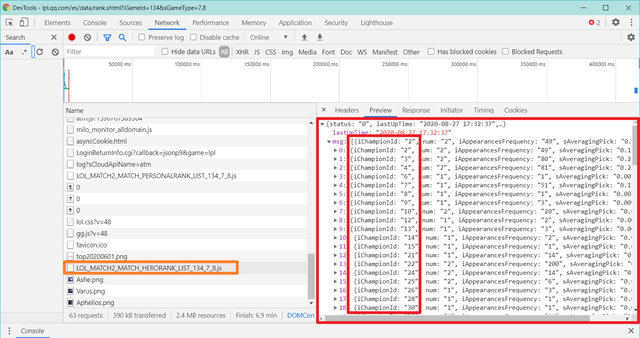 DevTools - lpl.qq.com/es/data/rank.shtml?iGameId=134&sGameType=7,8
Elements Console Sources Network Performance Memory Application Security Lighthouse 2
Search
Preserve log Disable cache Online
Aa .*
Filter Hide data URLs All XHR JS CSS Img Media Font Doc WS Manifest Other Has blocked cookies Blocked Requests
50000 ms 100000 ms 150000 ms 200000 ms 250000 ms 300000 ms 350000 ms 400000 ms
Name
milo_monitor_alldomain.js
asyncCookie.html
LoginReturnInfo.cgi?callback=jsonp9&game=lpl
log?sCloudApiName=atm
LOL_MATCH2_MATCH_PERSONALRANK_LIST_134_7_8.js
0
0
lol.css?v=48
gg.js?v=48
favicon.ico
top20200601.png
LOL_MATCH2_MATCH_HERORANK_LIST_134_7_8.js
Ashe.png
Varus.png
Aphelios.png
63 requests 390 kB transferred 2.4 MB resources Finish: 6.9 min DOMCon
Headers Preview Response Initiator Timing Cookies
{status: "0", lastUpTime: "2020-08-27 17:32:37",…}
lastUpTime: "2020-08-27 17:32:37"
msg: [{iChampionId: "2", num: "2", iAppearancesFrequency: "49", sAveragingPick: "0.
0: {iChampionId: "2", num: "2", iAppearancesFrequency: "49", sAveragingPick: "0.1
1: {iChampionId: "3", num: "2", iAppearancesFrequency: "80", sAveragingPick: "0.2
2: {iChampionId: "4", num: "2", iAppearancesFrequency: "81", sAveragingPick: "0.2
3: {iChampionId: "6", num: "1", iAppearancesFrequency: "1", sAveragingPick: "0.00
4: {iChampionId: "7", num: "1", iAppearancesFrequency: "51", sAveragingPick: "0.1
5: {iChampionId: "8", num: "1", iAppearancesFrequency: "1", sAveragingPick: "0.00
6: {iChampionId: "9", num: "1", iAppearancesFrequency: "3", sAveragingPick: "0.00
7: {iChampionId: "10", num: "2", iAppearancesFrequency: "20", sAveragingPick: "0.
8: {iChampionId: "12", num: "1", iAppearancesFrequency: "2", sAveragingPick: "0.0
9: {iChampionId: "13", num: "1", iAppearancesFrequency: "2", sAveragingPick: "0.0
10: {iChampionId: "14", num: "1", iAppearancesFrequency: "2", sAveragingPick: "0.
11: {iChampionId: "15", num: "1", iAppearancesFrequency: "1", sAveragingPick: "0.
12: {iChampionId: "21", num: "1", iAppearancesFrequency: "3", sAveragingPick: "0.
13: {iChampionId: "22", num: "2", iAppearancesFrequency: "200", sAveragingPick: "
14: {iChampionId: "24", num: "2", iAppearancesFrequency: "14", sAveragingPick: "0
15: {iChampionId: "25", num: "1", iAppearancesFrequency: "6", sAveragingPick: "0.
16: {iChampionId: "26", num: "1", iAppearancesFrequency: "3", sAveragingPick: "0.
17: {iChampionId: "28", num: "1", iAppearancesFrequency: "1", sAveragingPick: "0.
18: {iChampionId: "30", num: "1", iAppearancesFrequency: "1", sAveragingPick: "0.
Console